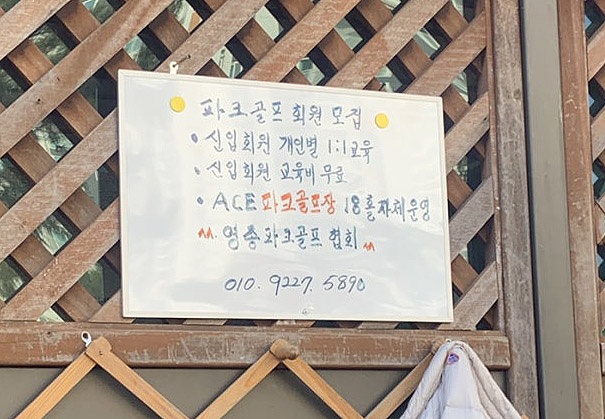 파크골프 회원 모집
• 신입회원 개인별 1:1 교육
• 신입회원 교육비 무료
• ACE 파크골프장 18홀 자체운영
영종파크골프 협회
010. 9227. 5890